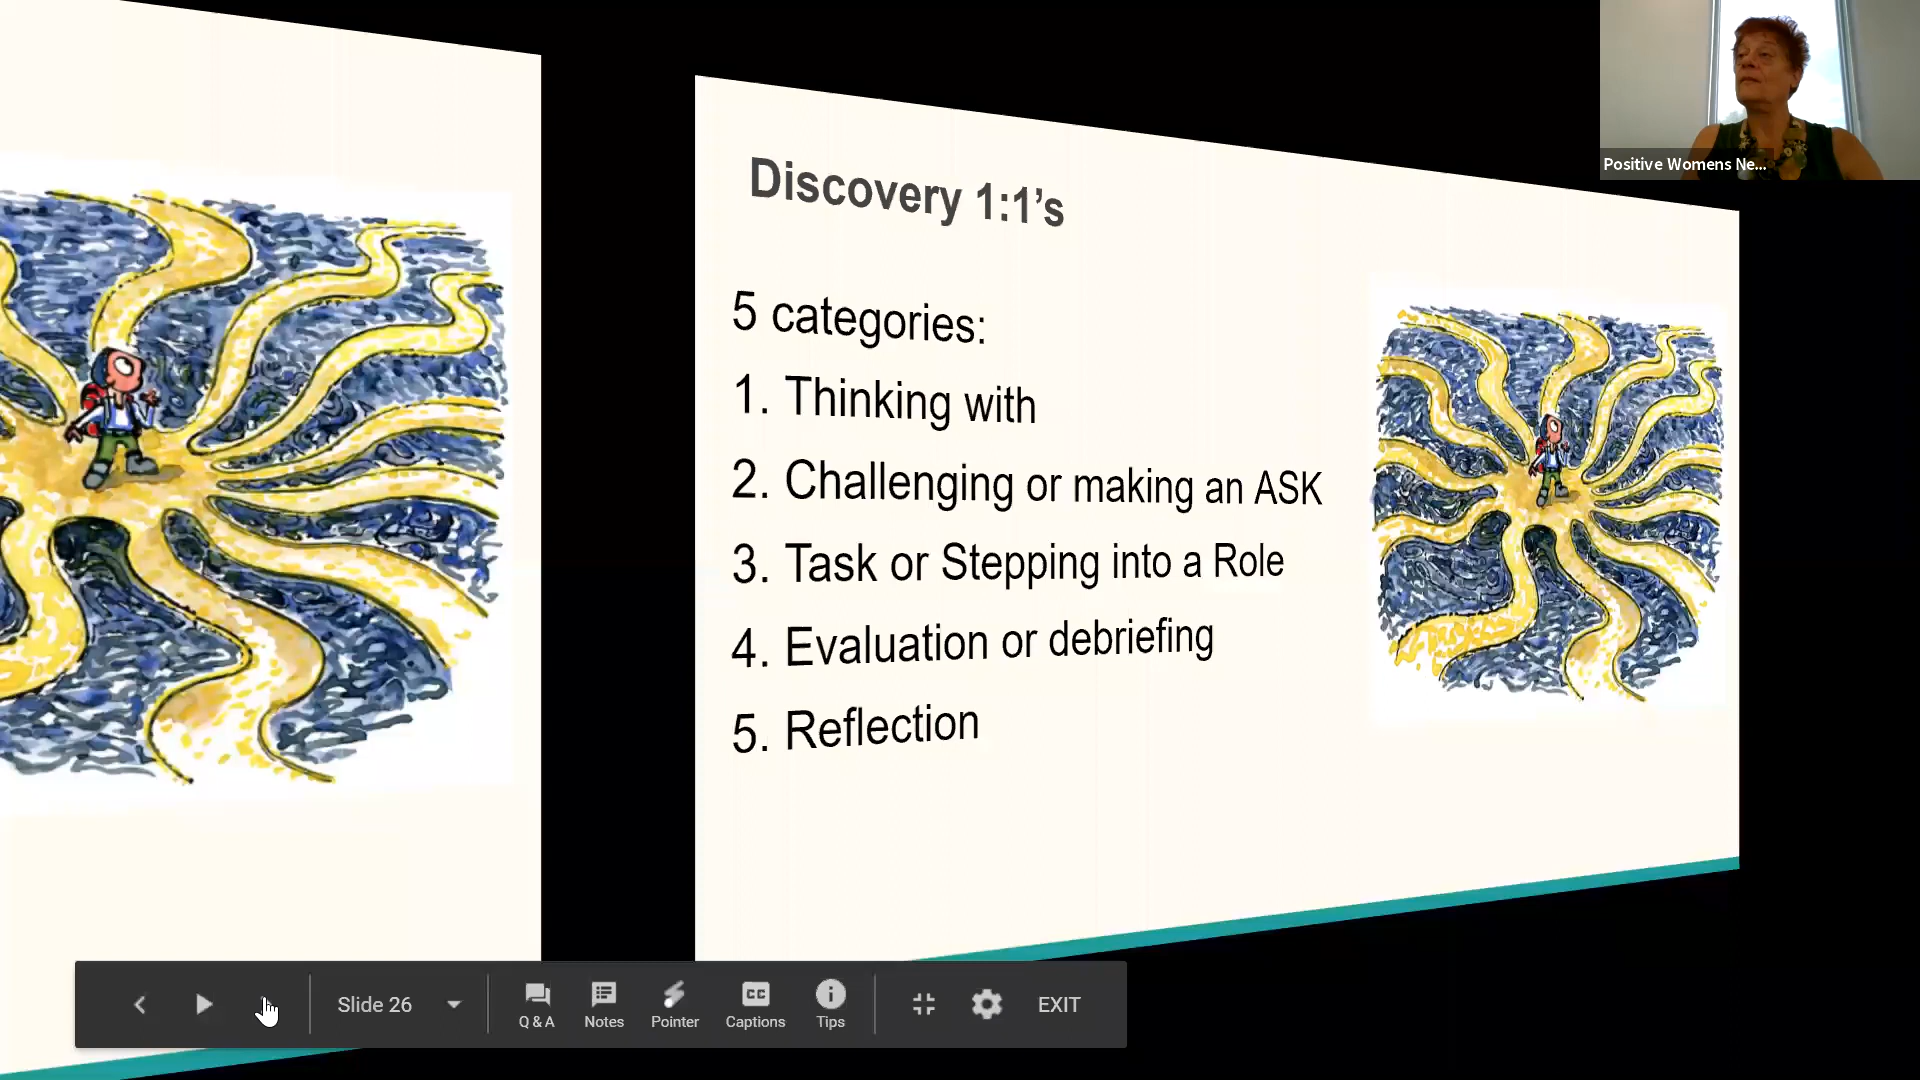 Positive Womens Ne...
Discovery 1:1’s
5 categories:
1. Thinking with
2. Challenging or making an ASK
3. Task or Stepping into a Role
4. Evaluation or debriefing
5. Reflection
Slide 26
Q & A
Notes
Pointer
CC
Captions
Tips
EXIT